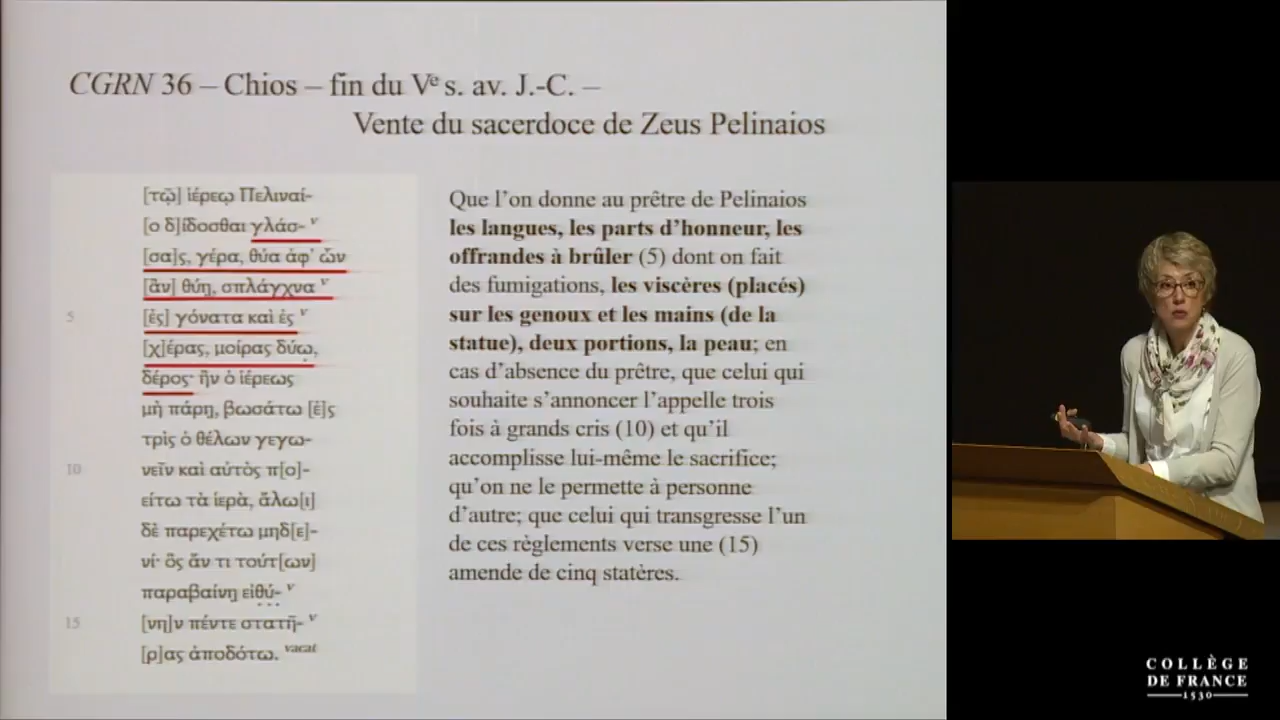 CGRN 36 – Chios – fin du Vᵉ s. av. J.-C. –
Vente du sacerdoce de Zeus Pelinaios
[τῶ] ἱέρεῳ Πελιναί-
[ο δ]ίδοσθαι γλάσ- ᵛ
[σα]ς, γέρα, θύα ἀφ' ὧν
[ἂν] θύῃ, σπλάγχνα ᵛ
5 [ἐς] γόνατα καὶ ἐς ᵛ
[χ]έρας, μοίρας δύω,
δέρος· ἢν ὁ ἱέρεως
μὴ πάρῃ, βωσάτω [ἐ]ς
τρὶς ὁ θέλων γεγω-
10 νεῖν καὶ αὐτὸς π[ο]-
είτω τὰ ἱερὰ, ἄλω[ι]
δὲ παρεχέτω μηδ[ε]-
νί· ὃς ἄν τι τούτ[ων]
παραβαίνῃ εἰθύ- ᵛ
15 [νη]ν πέντε στατῆ- ᵛ
[ρ]ας ἀποδότω. vacat
Que l'on donne au prêtre de Pelinaios
les langues, les parts d'honneur, les
offrandes à brûler (5) dont on fait
des fumigations, les viscères (placés)
sur les genoux et les mains (de la
statue), deux portions, la peau; en
cas d'absence du prêtre, que celui qui
souhaite s'annoncer l'appelle trois
fois à grands cris (10) et qu'il
accomplisse lui-même le sacrifice;
qu'on ne le permette à personne
d'autre; que celui qui transgresse l'un
de ces règlements verse une (15)
amende de cinq statères.
COLLÈGE
DE FRANCE
1530